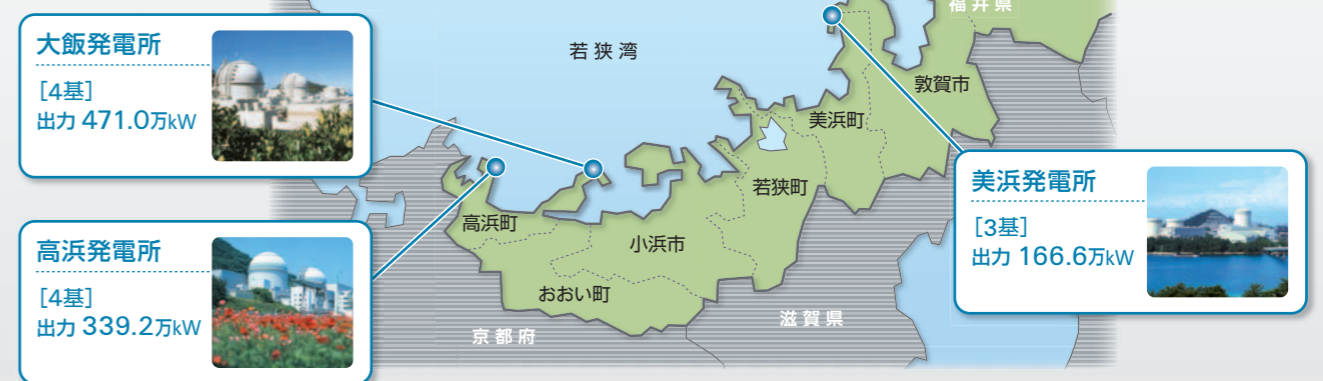 大飯発電所
[4基]
出力 471.0万kW
高浜発電所
[4基]
出力 339.2万kW
美浜発電所
[3基]
出力 166.6万kW
福井県
若狭湾
敦賀市
美浜町
若狭町
高浜町
小浜市
おおい町
滋賀県
京都府